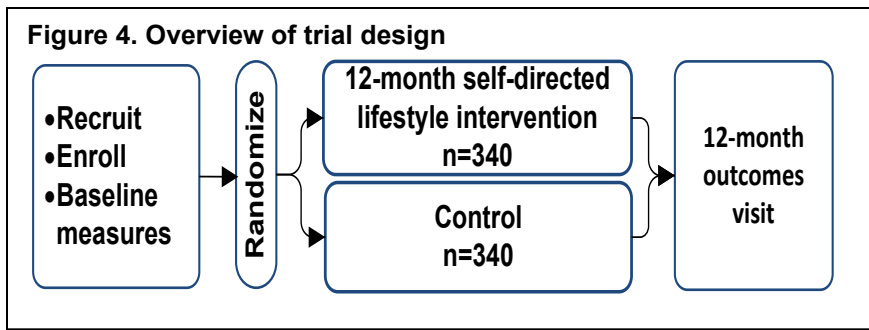 Figure 4. Overview of trial design
•Recruit
•Enroll
•Baseline
measures
Randomize
12-month self-directed
lifestyle intervention
n=340
Control
n=340
12-month
outcomes
visit